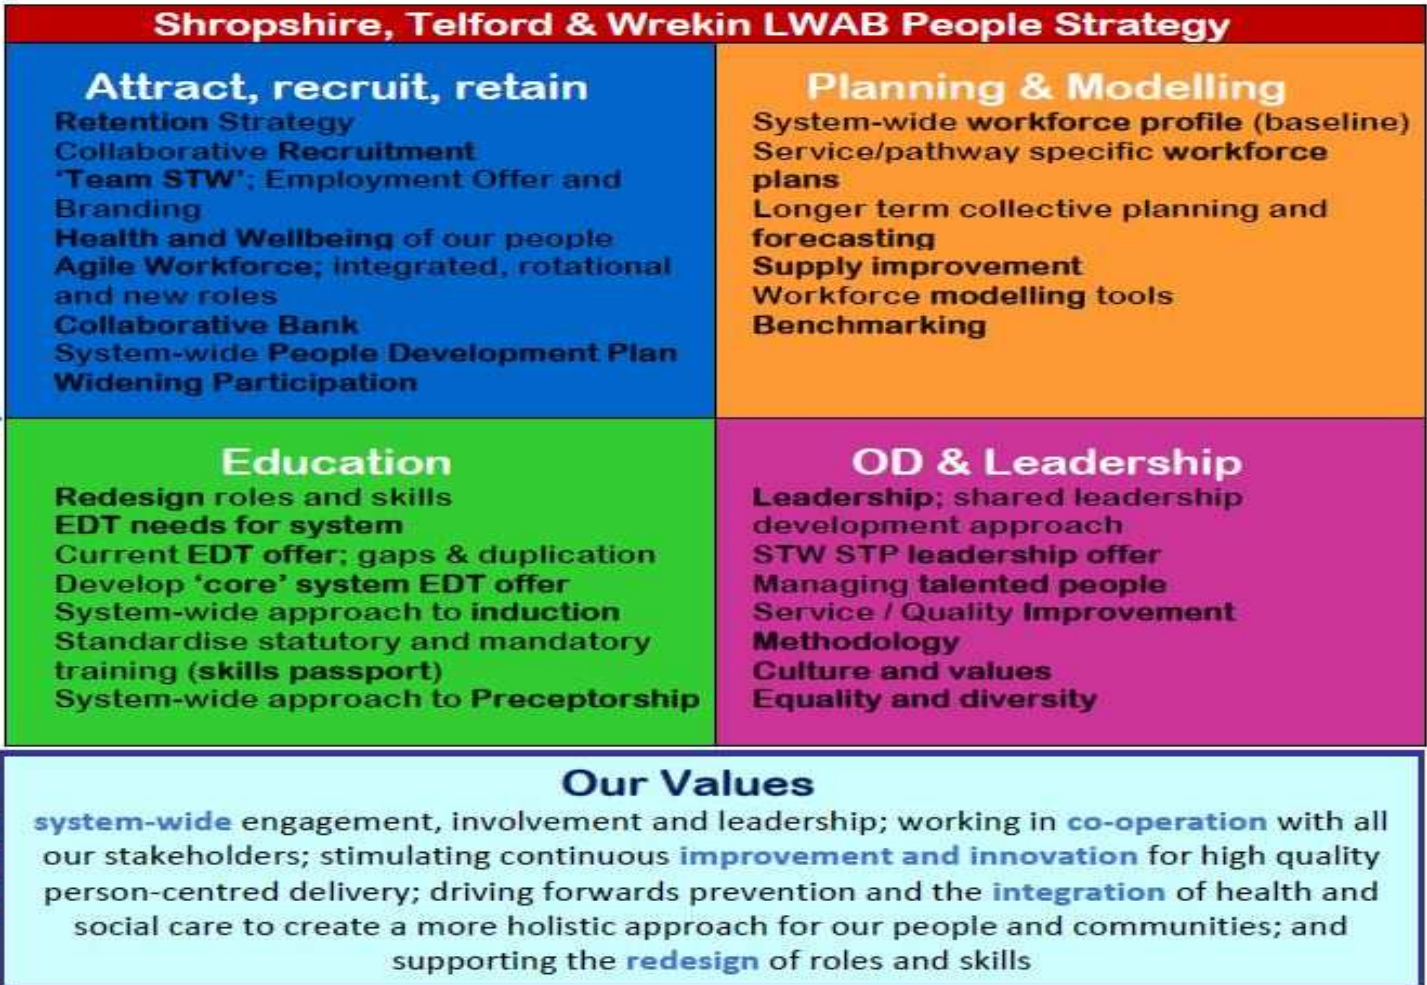 Shropshire, Telford & Wrekin LWAB People Strategy
Attract, recruit, retain
Retention Strategy
Collaborative Recruitment
'Team STW'; Employment Offer and
Branding
Health and Wellbeing of our people
Agile Workforce; integrated, rotational
and new roles
Collaborative Bank
System-wide People Development Plan
Widening Participation
Planning & Modelling
System-wide workforce profile (baseline)
Service/pathway specific workforce
plans
Longer term collective planning and
forecasting
Supply improvement
Workforce modelling tools
Benchmarking
Education
Redesign roles and skills
EDT needs for system
Current EDT offer; gaps & duplication
Develop 'core' system EDT offer
System-wide approach to induction
Standardise statutory and mandatory
training (skills passport)
System-wide approach to Preceptorship
OD & Leadership
Leadership; shared leadership
development approach
STW STP leadership offer
Managing talented people
Service / Quality Improvement
Methodology
Culture and values
Equality and diversity
Our Values
system-wide engagement, involvement and leadership; working in co-operation with all
our stakeholders; stimulating continuous improvement and innovation for high quality
person-centred delivery; driving forwards prevention and the integration of health and
social care to create a more holistic approach for our people and communities; and
supporting the redesign of roles and skills